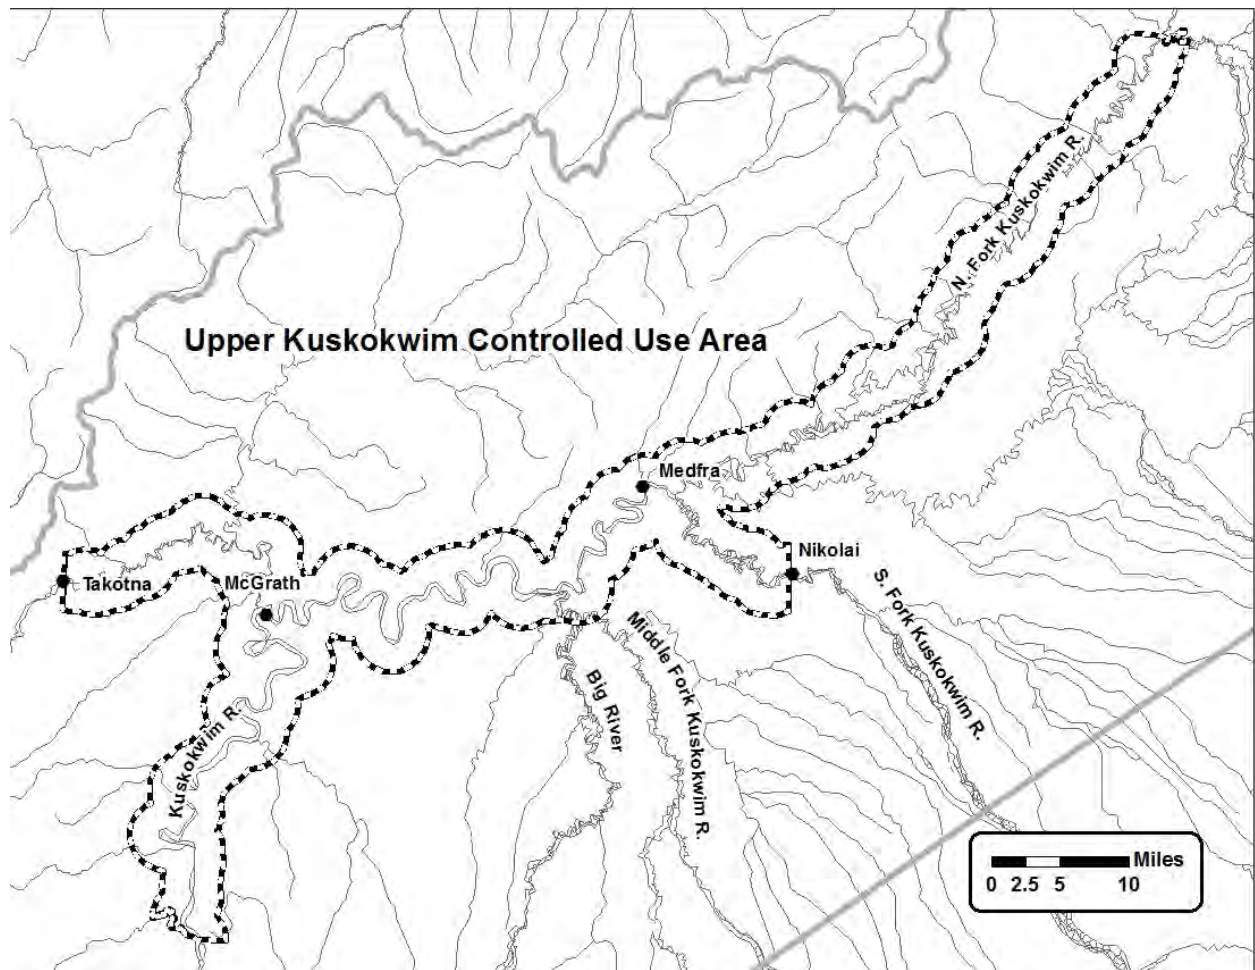 N. Fork Kuskokwim R.
Upper Kuskokwim Controlled Use Area
Medfra
Nikolai
Takotna
McGrath
S. Fork Kuskokwim R.
Middle Fork Kuskokwim R.
Big River
Kuskokwim R.
Miles
0 2.5 5 10